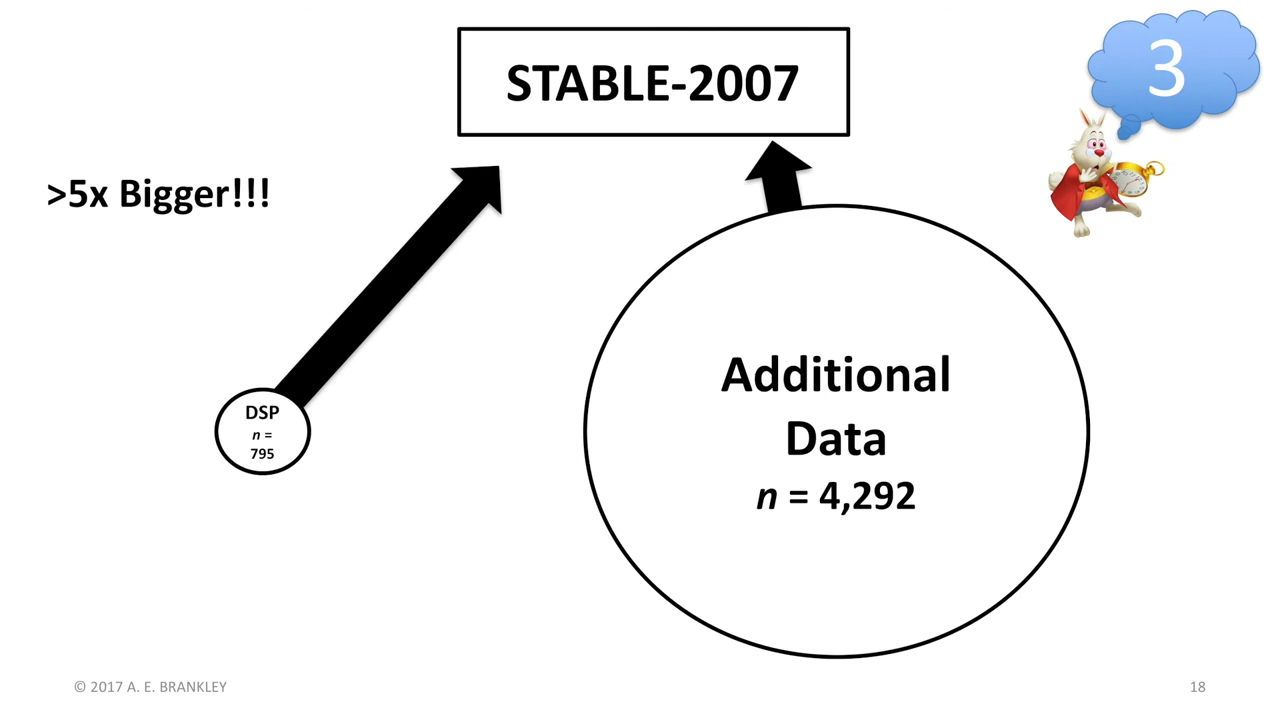 STABLE-2007
3
>5x Bigger!!!
DSP
n =
795
Additional
Data
n = 4,292
© 2017 A. E. BRANKLEY
18